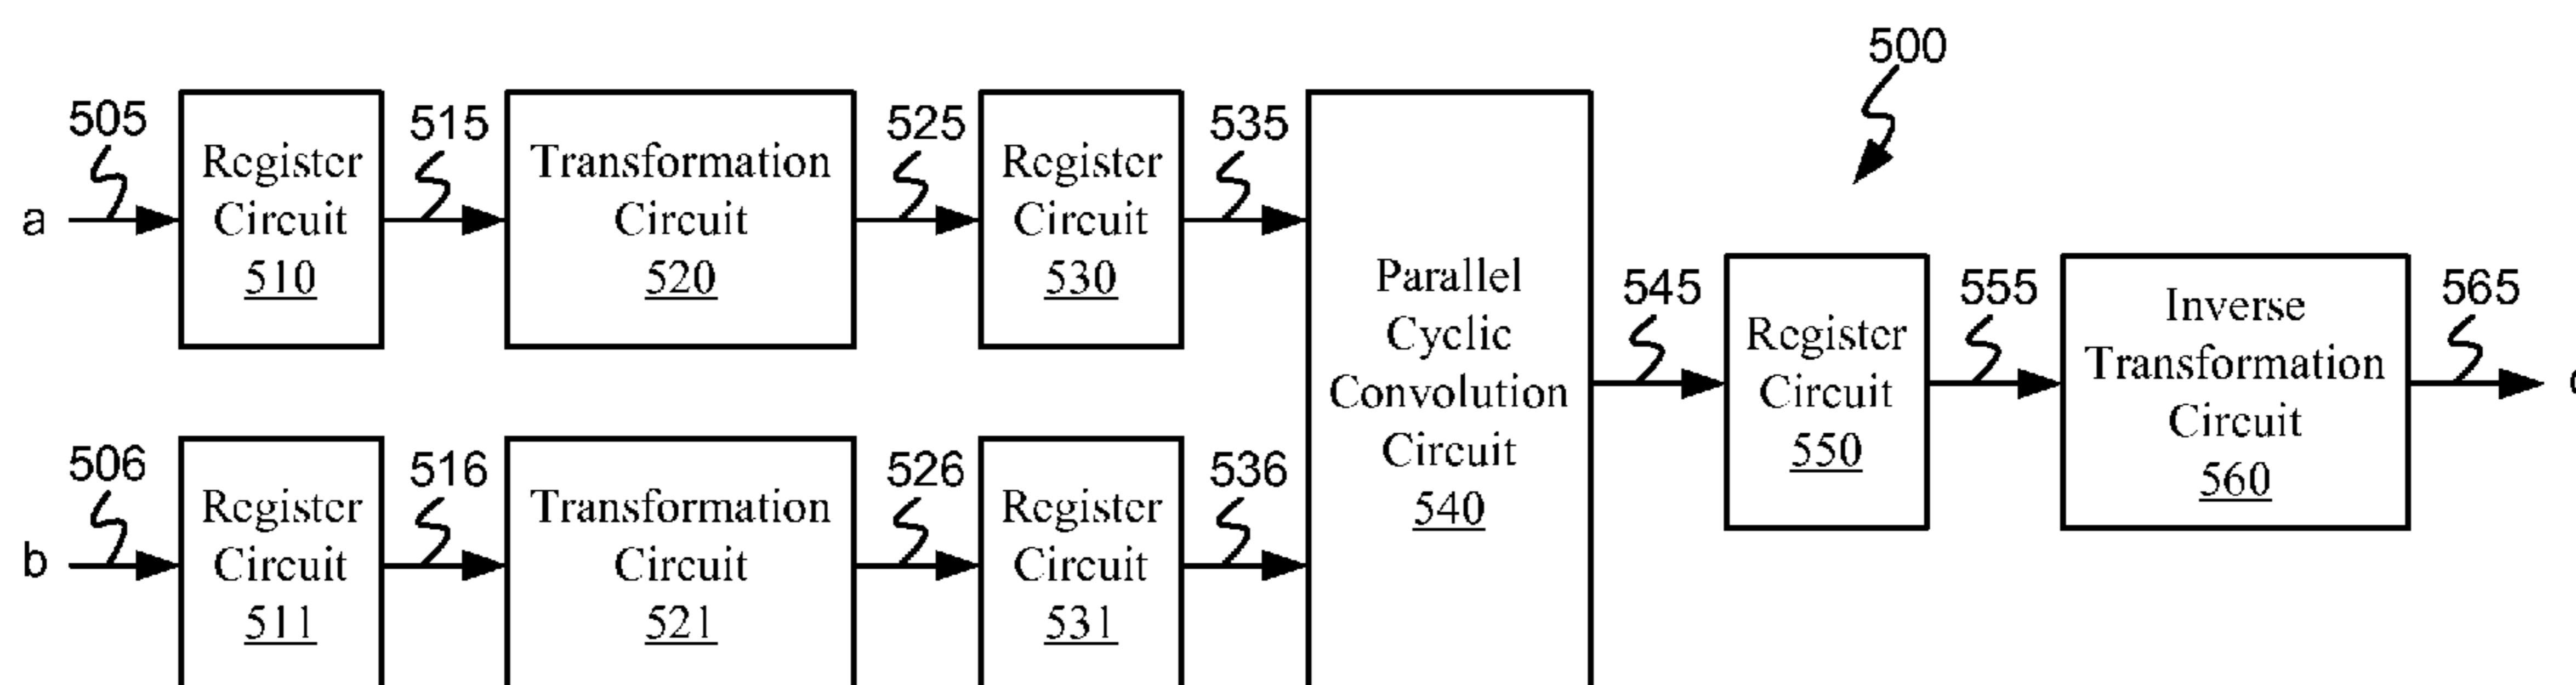 500
505
515
525
535
a
Register
Circuit
510
Transformation
Circuit
520
Register
Circuit
530
Parallel
Cyclic
Convolution
Circuit
540
545
Register
Circuit
550
555
Inverse
Transformation
Circuit
560
565
506
516
526
536
b
Register
Circuit
511
Transformation
Circuit
521
Register
Circuit
531